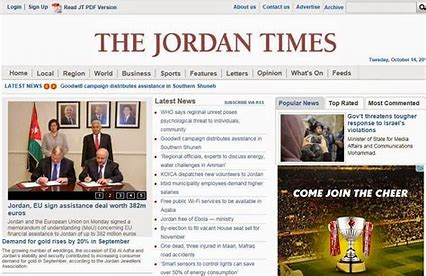 Login | Sign Up Read JT PDF Version
About Us Contact Us Advertise Archive
THE JORDAN TIMES
Tuesday, October 14, 20
Home Local Region World Business Sports Features Letters Opinion What's On Feeds
LATEST NEWS Goodwill campaign distributes assistance in Southern Shuneh
Jordan, EU sign assistance deal worth 382m euros
Jordan and the European Union on Monday signed a
memorandum of understanding (MoU) concerning EU
financial assistance to Jordan of up to 382 million euros
Demand for gold rises by 20% in September
number of wedding, the occasion of Eid Al Adha and
Jordan's stability and security contributed to increasing consumer
demand for gold in September, according to the Jordan Jewellers
Association.
Latest News SUBSCRIBE VIA RSS
WHO says regional unrest poses
psychological threat to individuals,
community
Goodwill campaign distributes
assistance in Southern Shuneh
'Regional officials, experts to discuss energy,
water challenges in Amman'
KOICA dispatches new volunteers to Jordan
Irbid municipality employees demand higher
salaries
Free public Wi-Fi services to be available in
Aqaba
Jordan free of Ebola — ministry
By-election to fill vacant House seat set for
November
One dead, three injured in Maan, Mafraq
road accidents
'Smart sensors to control lights can save
over 50% of energy consumption'
Popular News Top Rated Most Commented
Gov't threatens tougher
response to Israel's
violations
Minister of State for
Media Affairs and
Communications
Mohammad.
COME JOIN THE CHEER